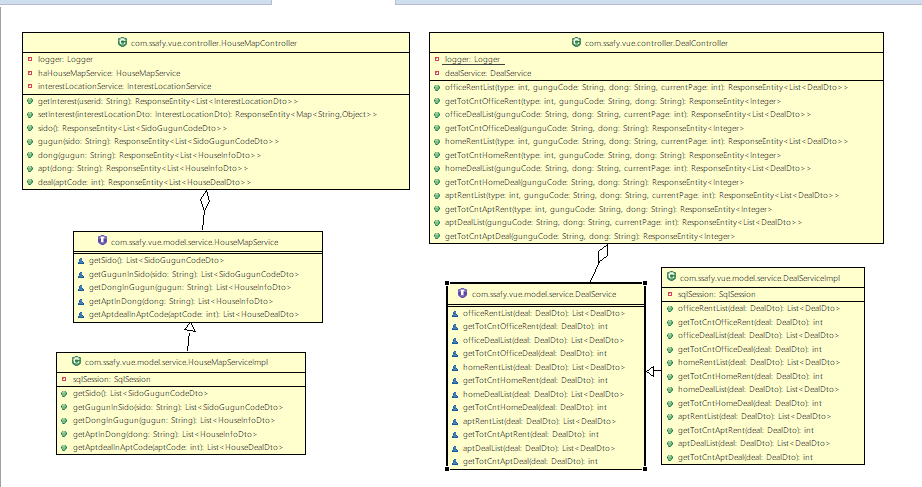 com.ssafy.vue.controller.HouseMapController
logger: Logger
haHouseMapService: HouseMapService
interestLocationService: InterestLocationService
getInterest(userid: String): ResponseEntity<List<InterestLocationDto>>
setInterest(interestLocationDto: InterestLocationDto): ResponseEntity<Map<String,Object>>
sido(): ResponseEntity<List<SidoGugunCodeDto>>
gugun(sido: String): ResponseEntity<List<SidoGugunCodeDto>>
dong(gugun: String): ResponseEntity<List<HouseInfoDto>>
apt(dong: String): ResponseEntity<List<HouseInfoDto>>
deal(aptCode: int): ResponseEntity<List<HouseDealDto>>
com.ssafy.vue.model.service.HouseMapService
getSido(): List<SidoGugunCodeDto>
getGugunInSido(sido: String): List<SidoGugunCodeDto>
getDongInGugun(gugun: String): List<HouseInfoDto>
getAptInDong(dong: String): List<HouseInfoDto>
getAptdealInAptCode(aptCode: int): List<HouseDealDto>
com.ssafy.vue.model.service.HouseMapServiceImpl
sqlSession: SqlSession
getSido(): List<SidoGugunCodeDto>
getGugunInSido(sido: String): List<SidoGugunCodeDto>
getDongInGugun(gugun: String): List<HouseInfoDto>
getAptInDong(dong: String): List<HouseInfoDto>
getAptdealInAptCode(aptCode: int): List<HouseDealDto>
com.ssafy.vue.controller.DealController
logger: Logger
dealService: DealService
officeRentList(type: int, gunguCode: String, dong: String, currentPage: int): ResponseEntity<List<DealDto>>
getTotCntOfficeRent(type: int, gunguCode: String, dong: String): ResponseEntity<Integer>
officeDealList(gunguCode: String, dong: String, currentPage: int): ResponseEntity<List<DealDto>>
getTotCntOfficeDeal(gunguCode: String, dong: String): ResponseEntity<Integer>
homeRentList(type: int, gunguCode: String, dong: String, currentPage: int): ResponseEntity<List<DealDto>>
getTotCntHomeRent(type: int, gunguCode: String, dong: String): ResponseEntity<Integer>
homeDealList(gunguCode: String, dong: String, currentPage: int): ResponseEntity<List<DealDto>>
getTotCntHomeDeal(gunguCode: String, dong: String): ResponseEntity<Integer>
aptRentList(type: int, gunguCode: String, dong: String, currentPage: int): ResponseEntity<List<DealDto>>
getTotCntAptRent(type: int, gunguCode: String, dong: String): ResponseEntity<Integer>
aptDealList(gunguCode: String, dong: String, currentPage: int): ResponseEntity<List<DealDto>>
getTotCntAptDeal(gunguCode: String, dong: String): ResponseEntity<Integer>
com.ssafy.vue.model.service.DealService
officeRentList(deal: DealDto): List<DealDto>
getTotCntOfficeRent(deal: DealDto): int
officeDealList(deal: DealDto): List<DealDto>
getTotCntOfficeDeal(deal: DealDto): int
homeRentList(deal: DealDto): List<DealDto>
getTotCntHomeRent(deal: DealDto): int
homeDealList(deal: DealDto): List<DealDto>
getTotCntHomeDeal(deal: DealDto): int
aptRentList(deal: DealDto): List<DealDto>
getTotCntAptRent(deal: DealDto): int
aptDealList(deal: DealDto): List<DealDto>
getTotCntAptDeal(deal: DealDto): int
com.ssafy.vue.model.service.DealServiceImpl
sqlSession: SqlSession
officeRentList(deal: DealDto): List<DealDto>
getTotCntOfficeRent(deal: DealDto): int
officeDealList(deal: DealDto): List<DealDto>
getTotCntOfficeDeal(deal: DealDto): int
homeRentList(deal: DealDto): List<DealDto>
getTotCntHomeRent(deal: DealDto): int
homeDealList(deal: DealDto): List<DealDto>
getTotCntHomeDeal(deal: DealDto): int
aptRentList(deal: DealDto): List<DealDto>
getTotCntAptRent(deal: DealDto): int
aptDealList(deal: DealDto): List<DealDto>
getTotCntAptDeal(deal: DealDto): int